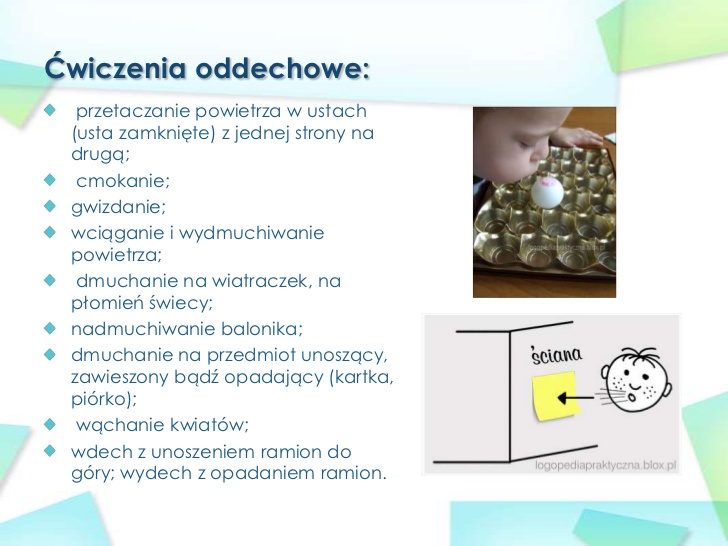 Ćwiczenia oddechowe:
przetaczanie powietrza w ustach
(usta zamknięte) z jednej strony na
drugą;
cmokanie;
gwizdanie;
wciąganie i wydmuchiwanie
powietrza;
dmuchanie na wiatraczek, na
płomień świecy;
nadmuchiwanie balonika;
dmuchanie na przedmiot unoszący,
zawieszony bądź opadający (kartka,
piórko);
wąchanie kwiatów;
wdech z unoszeniem ramion do
góry; wydech z opadaniem ramion.
ściana
logopediapraktyczna.blox.pl